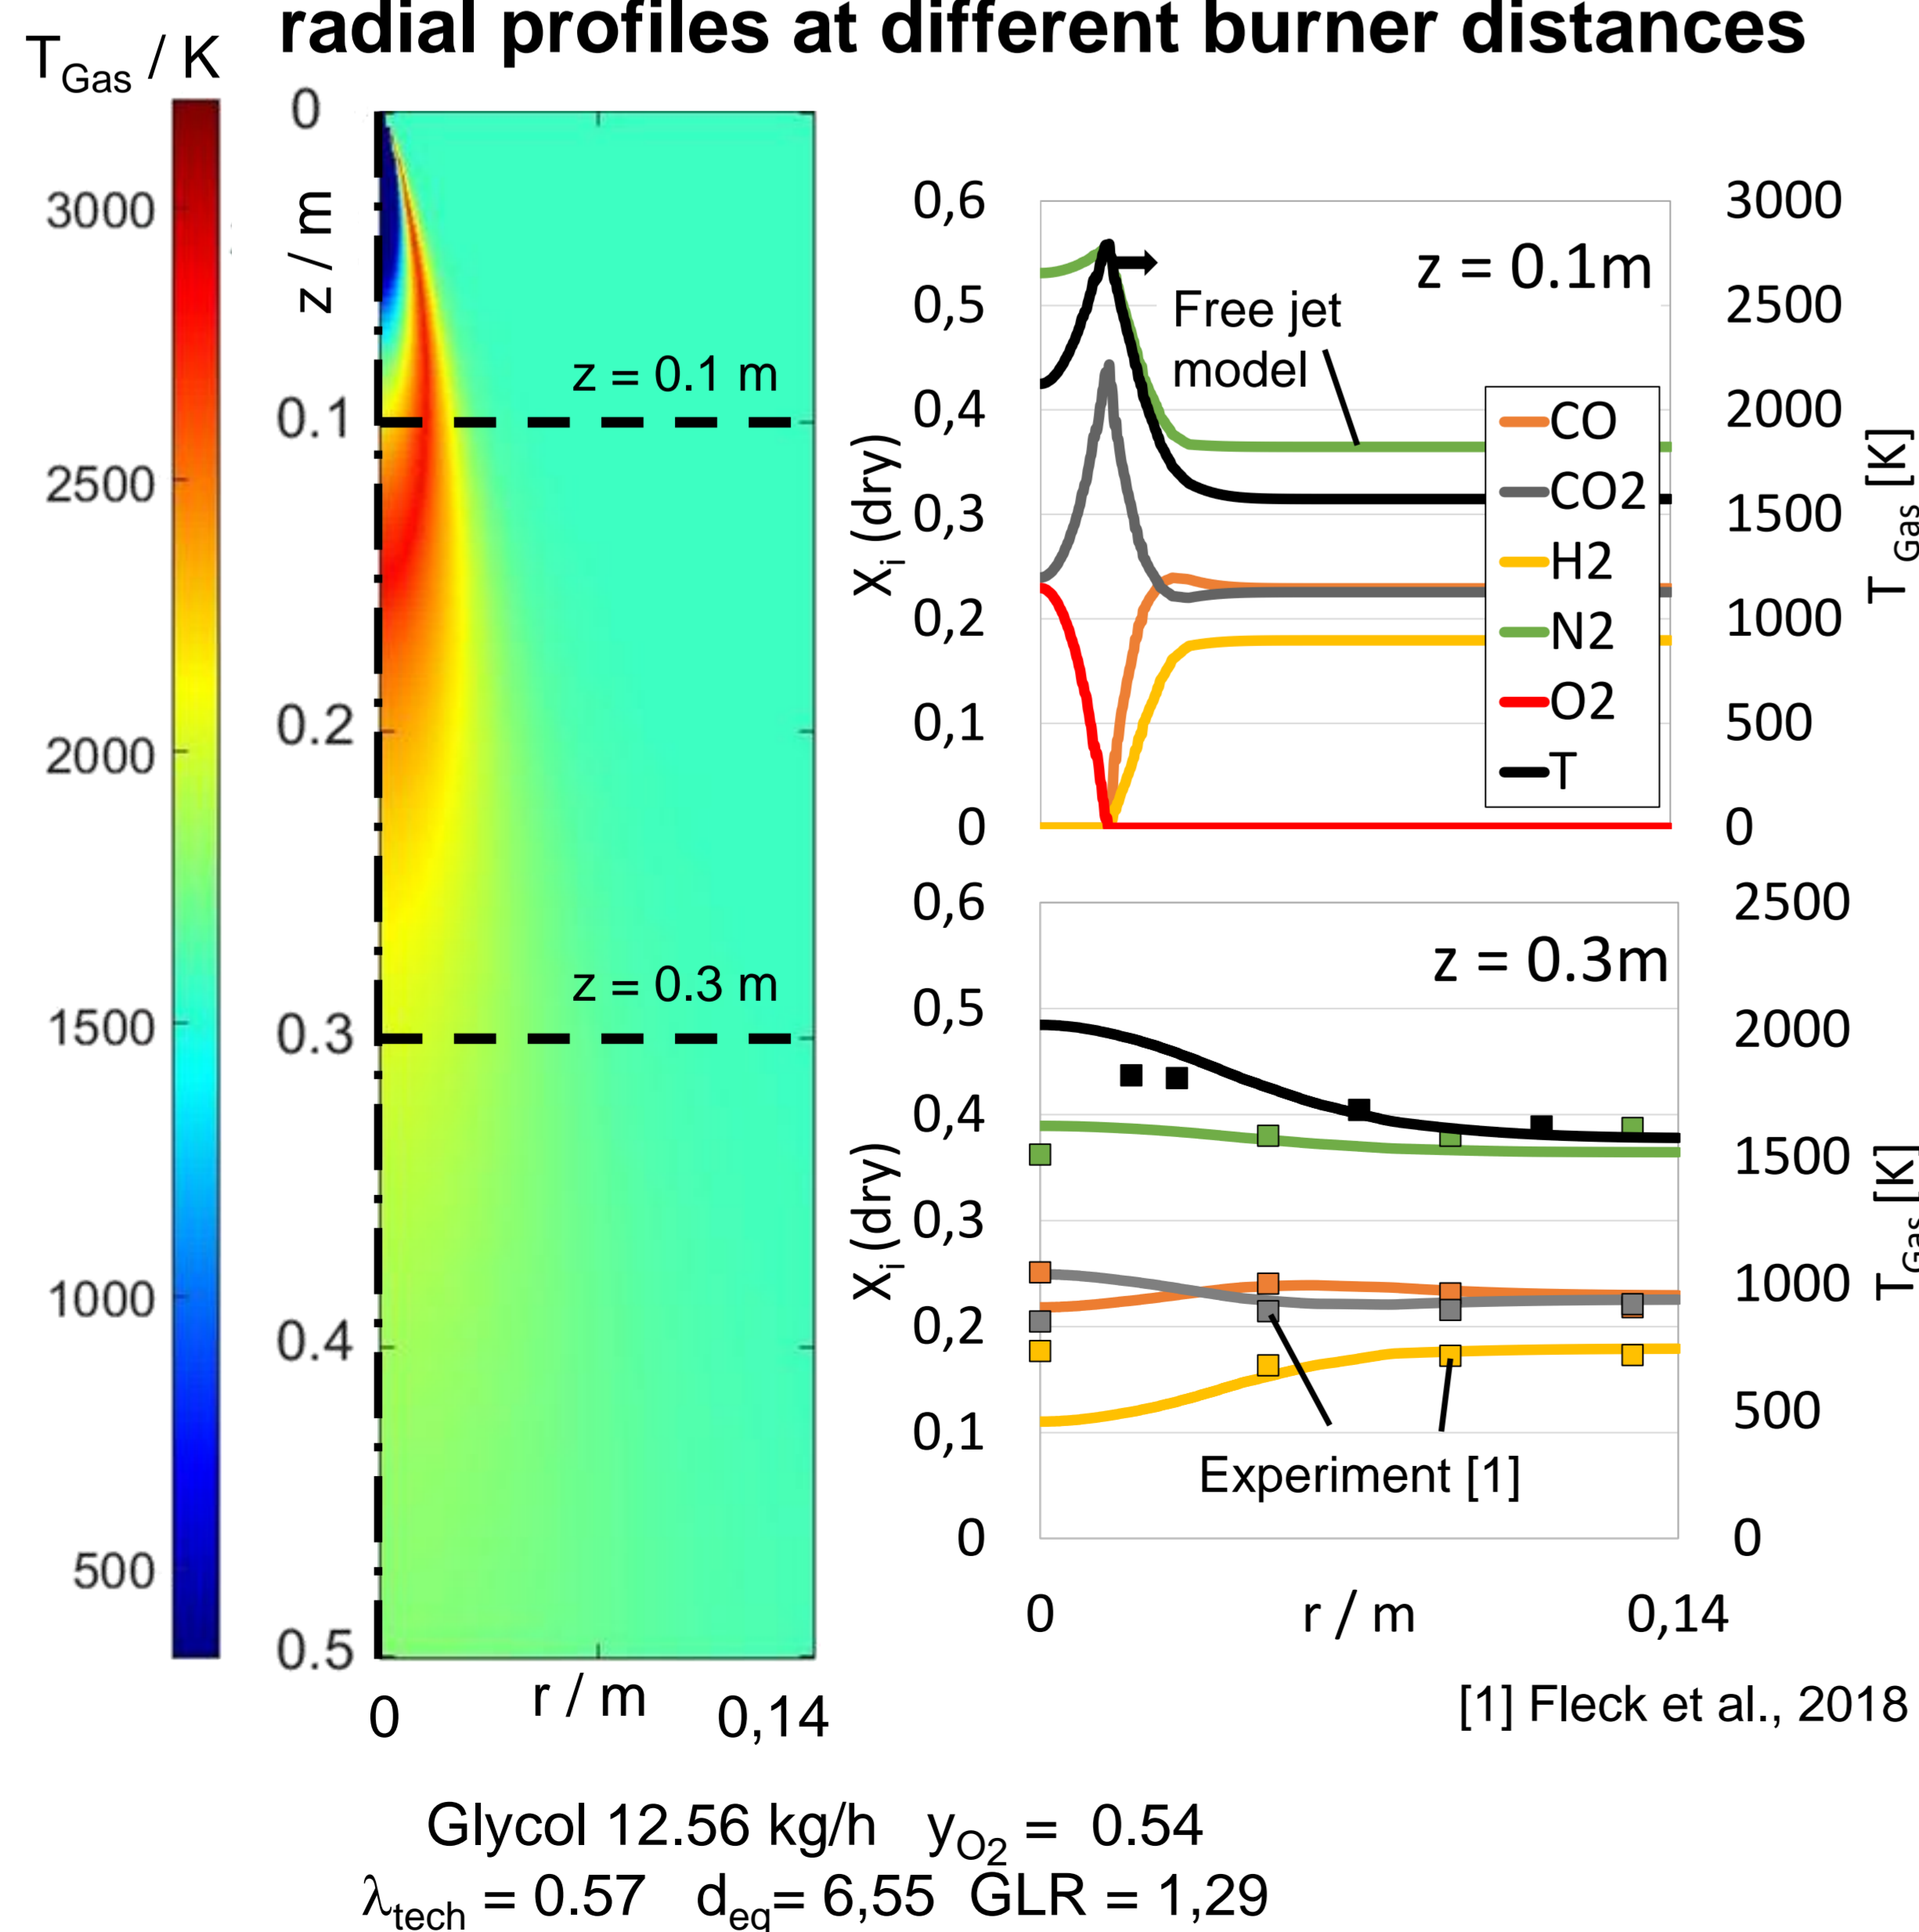 radial profiles at different burner distances
T_Gas / K
3000
2500
2000
1500
1000
500
z / m
0
0.1
0.2
0.3
0.4
0.5
z = 0.1 m
z = 0.3 m
0
r / m
0,14
X_i (dry)
0,6
0,5
0,4
0,3
0,2
0,1
0
z = 0.1m
Free jet
model
CO
CO2
H2
N2
O2
T
3000
2500
2000
1500
1000
500
0
T_Gas [K]
X_i (dry)
0,6
0,5
0,4
0,3
0,2
0,1
0
z = 0.3m
Experiment [1]
2500
2000
1500
1000
500
0
T_Gas [K]
0
r / m
0,14
[1] Fleck et al., 2018
Glycol 12.56 kg/h y_O2 = 0.54
λ_tech = 0.57 d_eq= 6,55 GLR = 1,29